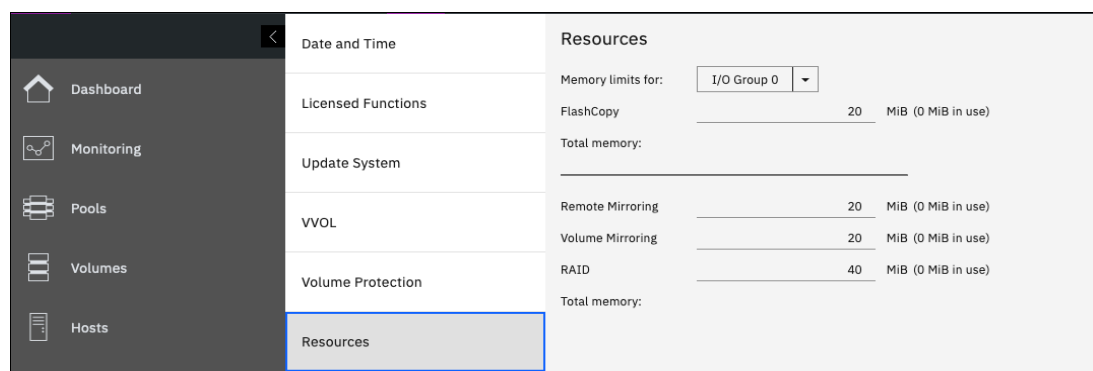 Dashboard
Monitoring
Pools
Volumes
Hosts
Date and Time
Licensed Functions
Update System
VVOL
Volume Protection
Resources
Resources
Memory limits for: I/O Group 0
FlashCopy 20 MiB (0 MiB in use)
Total memory:
Remote Mirroring 20 MiB (0 MiB in use)
Volume Mirroring 20 MiB (0 MiB in use)
RAID 40 MiB (0 MiB in use)
Total memory: